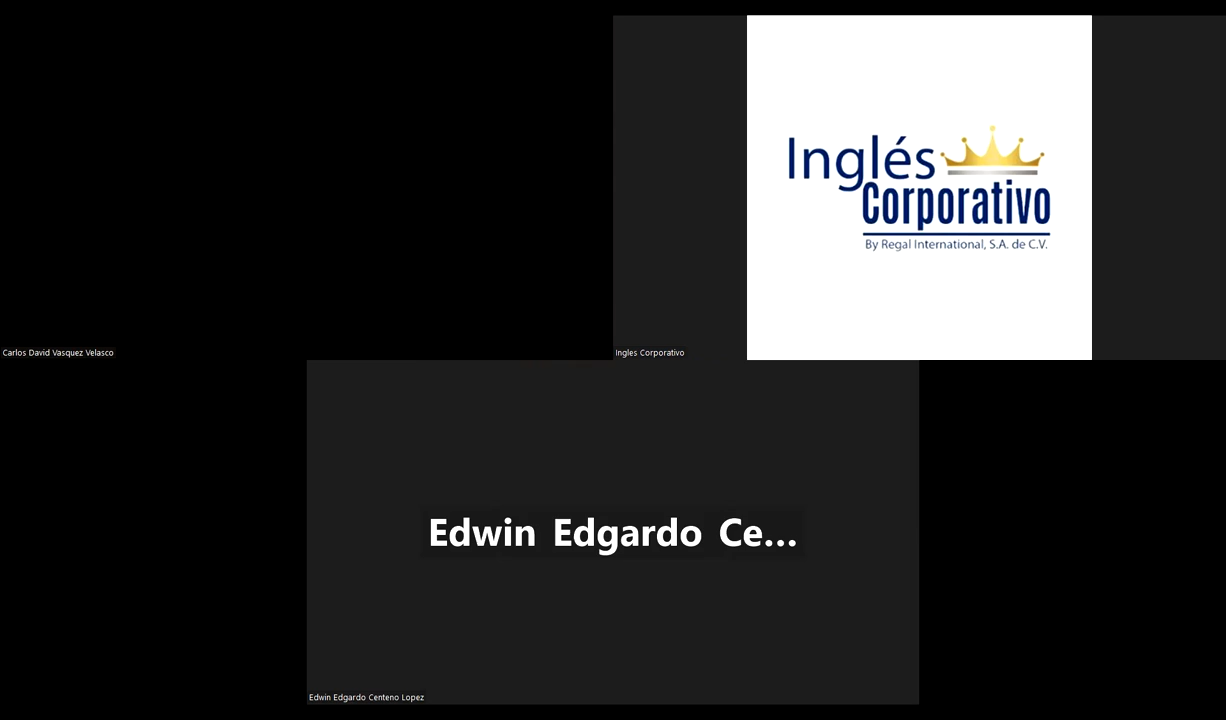 Inglés
Corporativo
By Regal International, S.A. de C.V.
Carlos David Vasquez Velasco
Ingles Corporativo
Edwin Edgardo Ce...
Edwin Edgardo Centeno Lopez